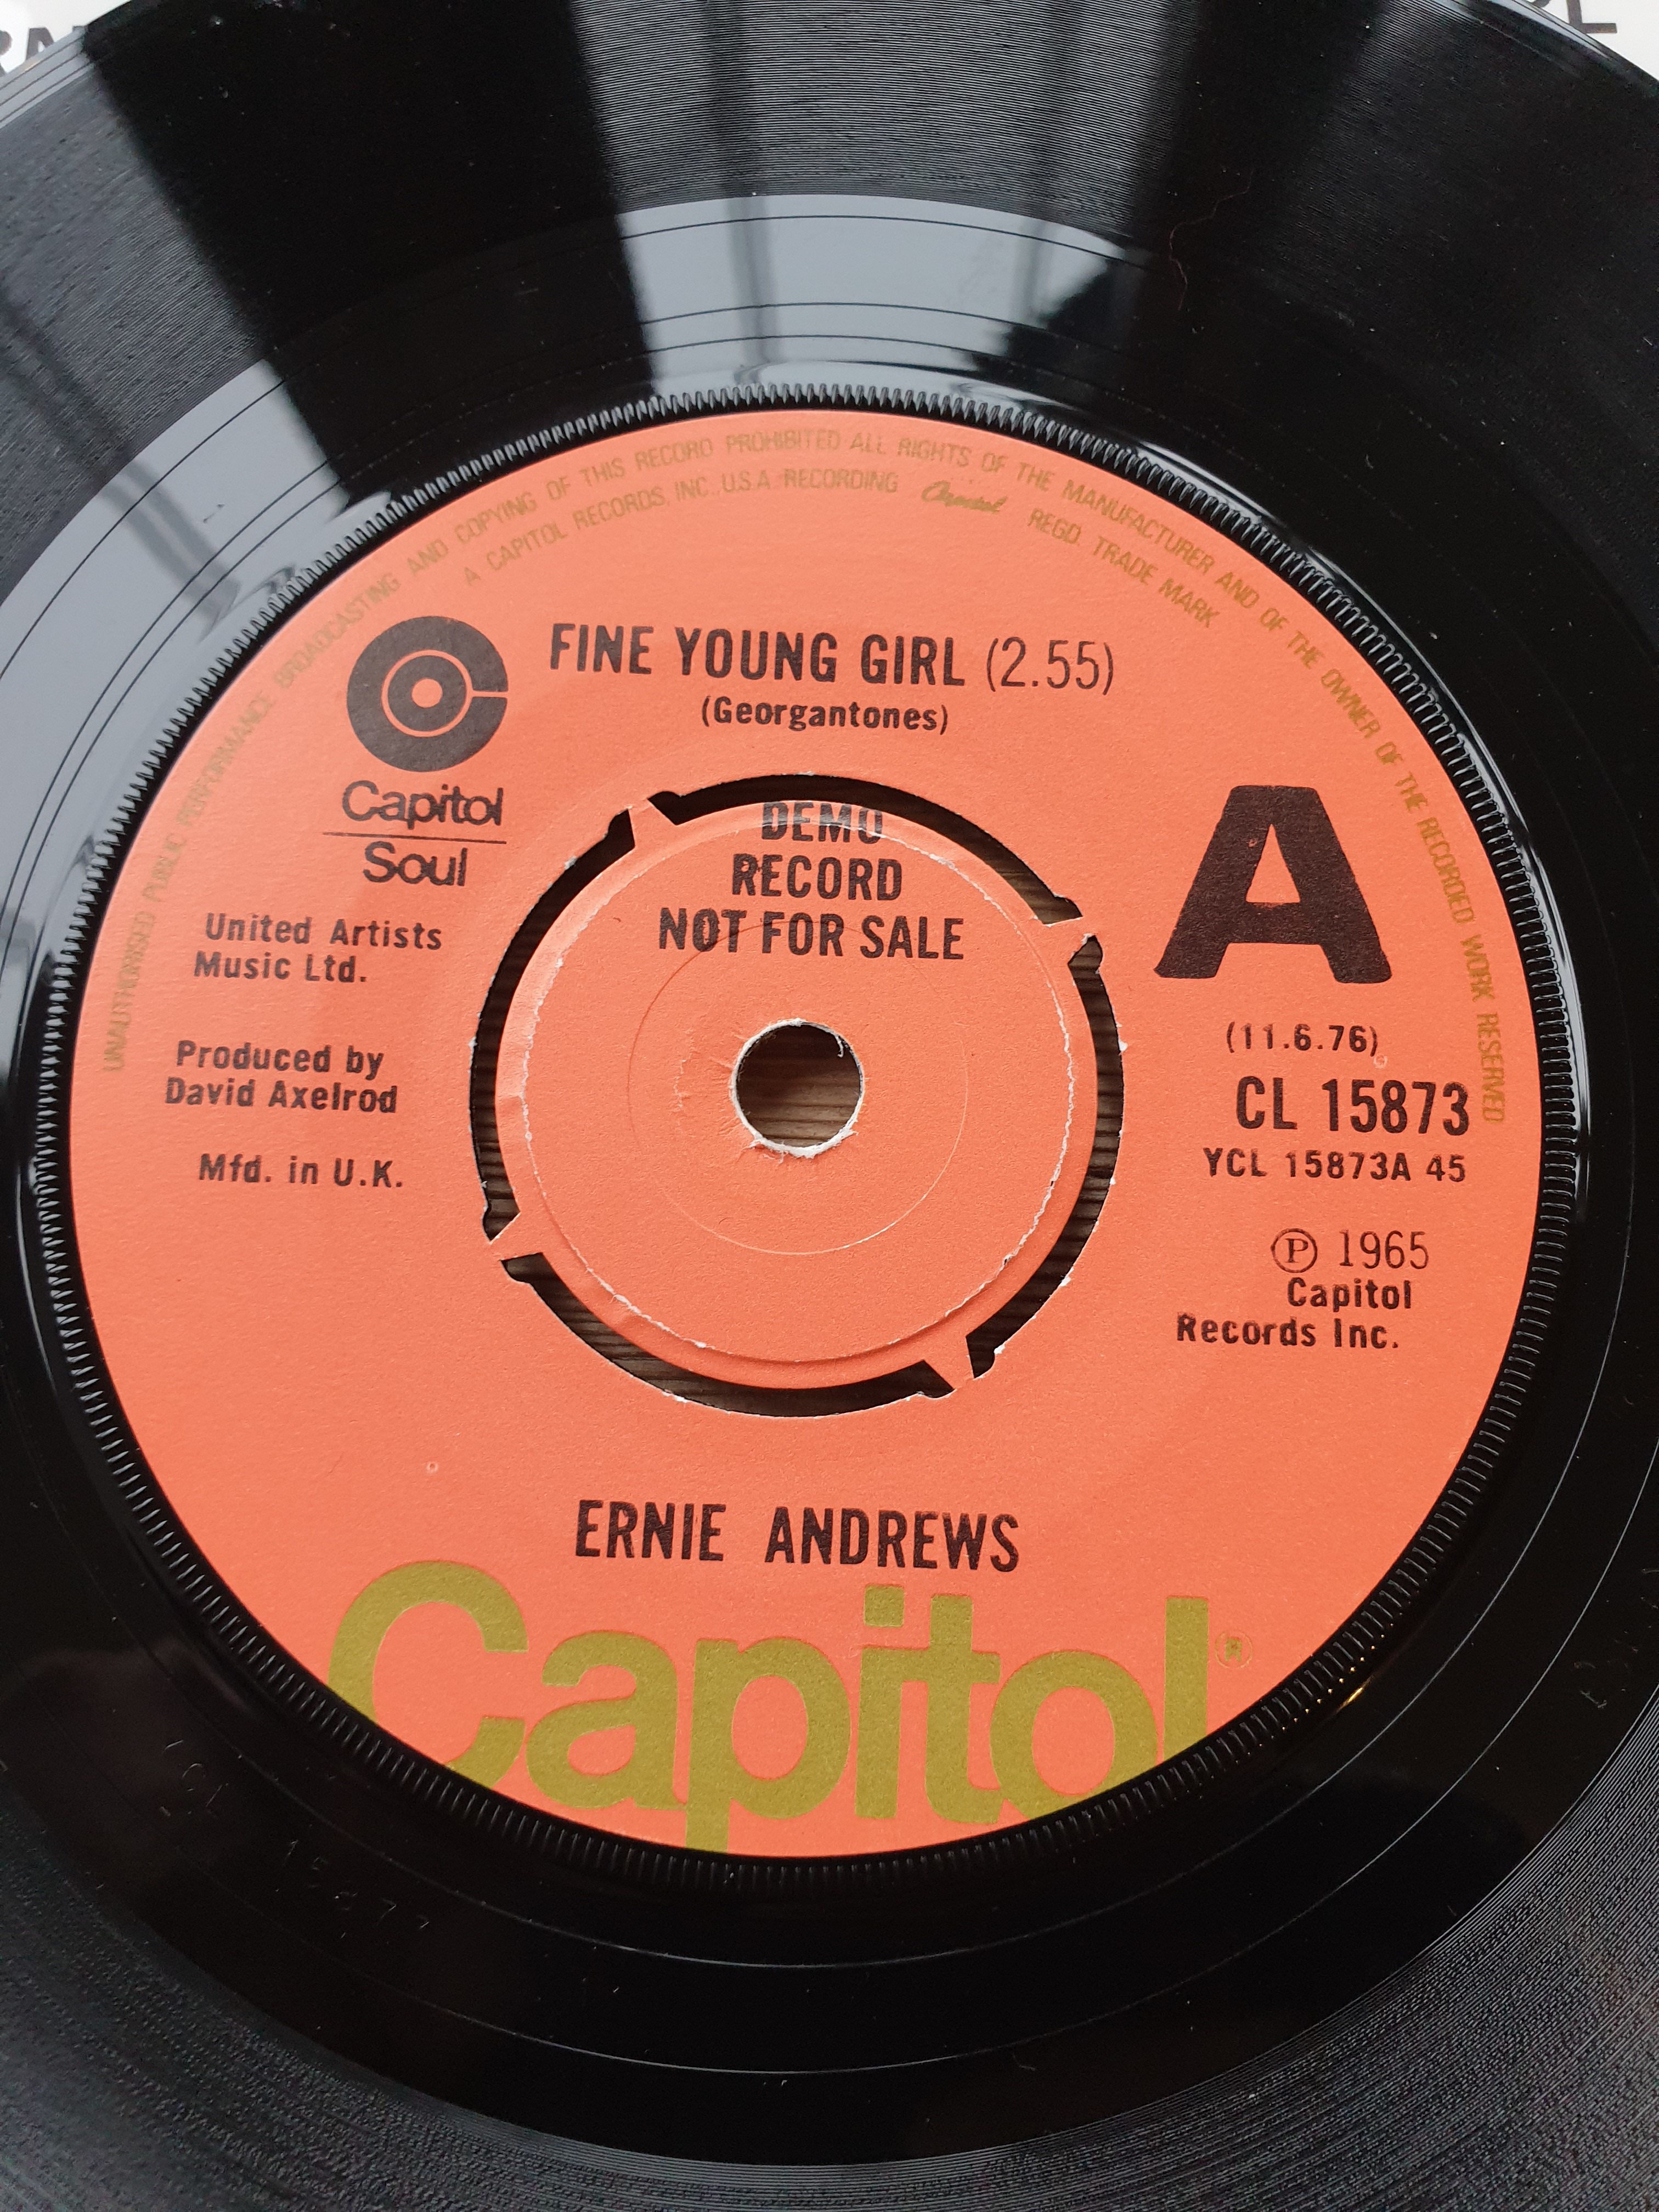 UNAUTHORISED PUBLIC PERFORMANCE BROADCASTING AND COPYING OF THIS RECORD PROHIBITED ALL RIGHTS OF THE MANUFACTURER AND OF THE OWNER OF THE RECORDED WORK RESERVED
A CAPITOL RECORDS, INC., U.S.A. RECORDING Capitol REGD. TRADE MARK
FINE YOUNG GIRL (2.55)
(Georgantones)
Capitol
Soul
DEMO
RECORD
NOT FOR SALE
A
United Artists
Music Ltd.
Produced by
David Axelrod
Mfd. in U.K.
(11.6.76)
CL 15873
YCL 15873A 45
Ⓟ 1965
Capitol
Records Inc.
ERNIE ANDREWS
Capitol®